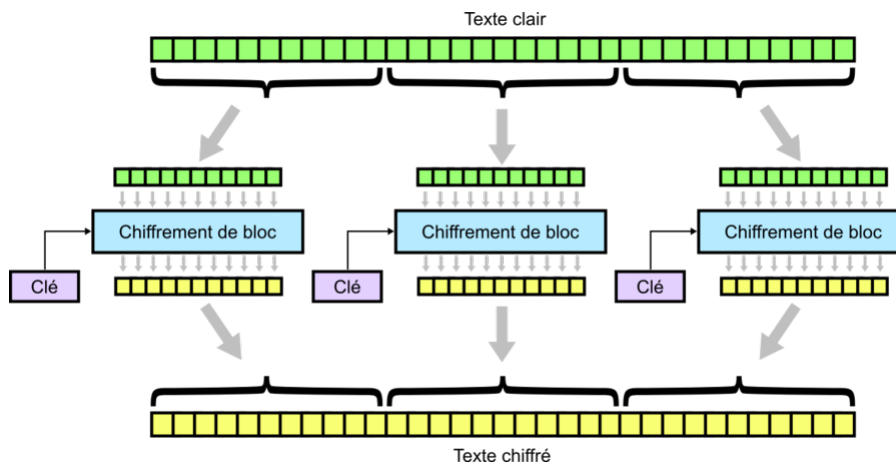 Texte clair
Chiffrement de bloc
Chiffrement de bloc
Chiffrement de bloc
Clé
Clé
Clé
Texte chiffré